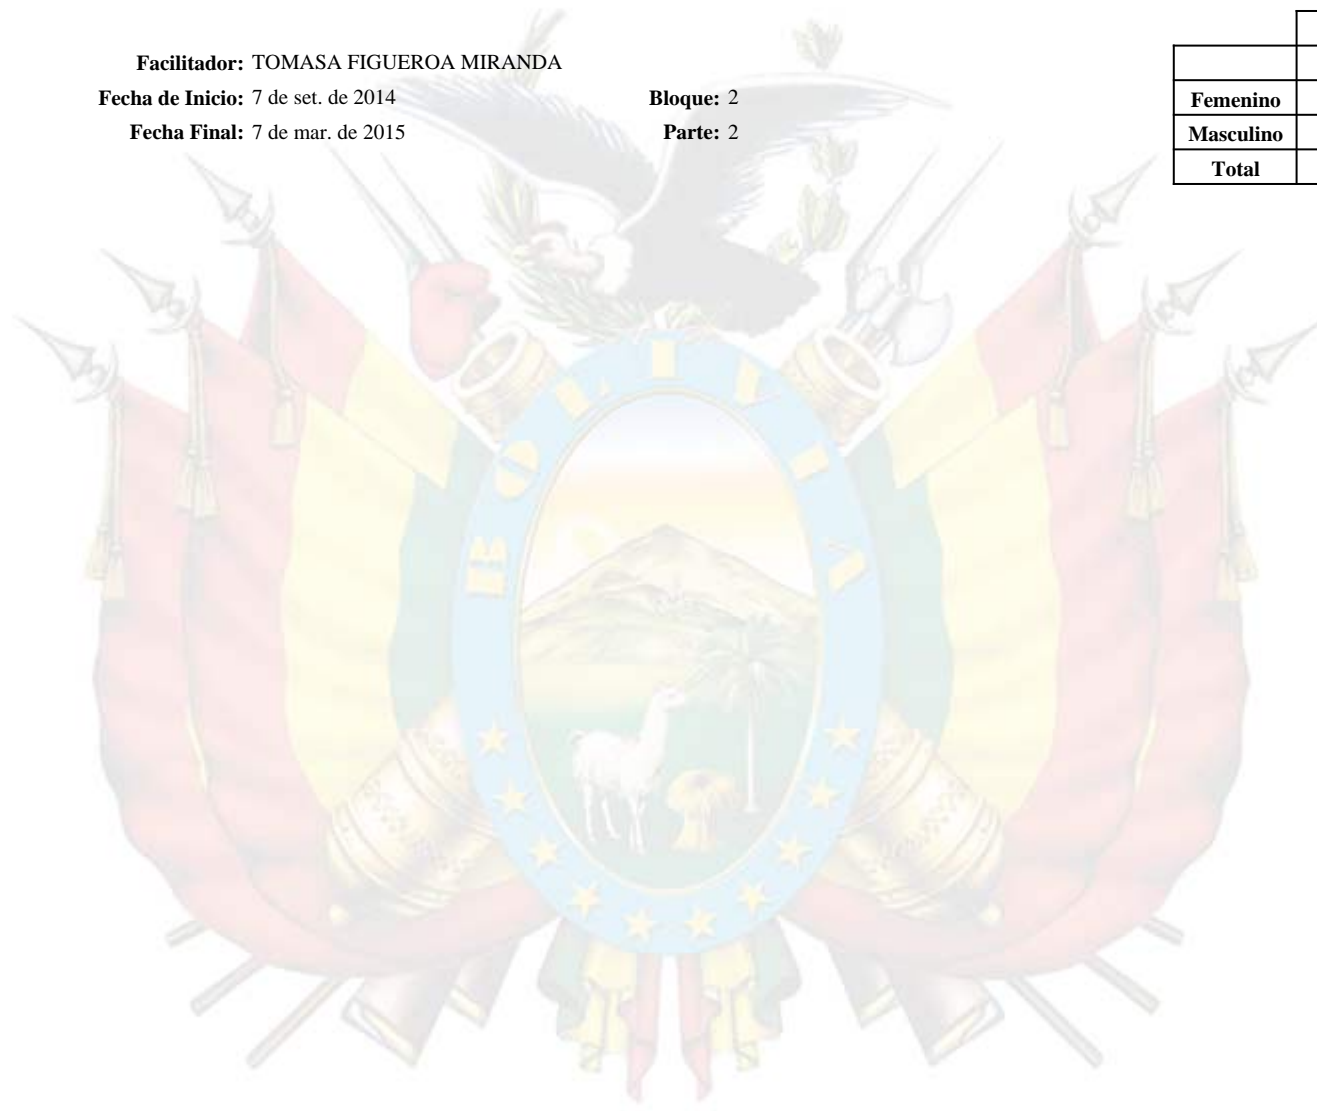 Facilitador: TOMASA FIGUEROA MIRANDA
Fecha de Inicio: 7 de set. de 2014 Bloque: 2
Fecha Final: 7 de mar. de 2015 Parte: 2
Femenino
Masculino
Total
BOLIVIA